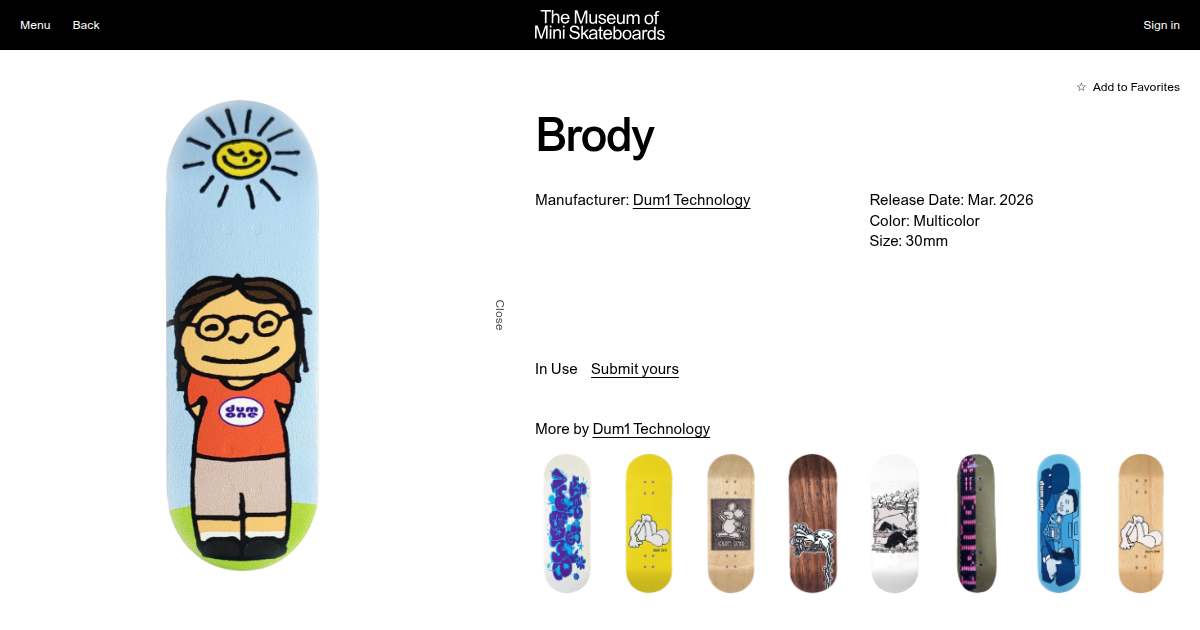 Menu
Back
The Museum of
Mini Skateboards
Sign in
☆ Add to Favorites
Brody
Manufacturer: Dum1 Technology
Release Date: Mar. 2026
Color: Multicolor
Size: 30mm
Close
dum
one
In Use Submit yours
More by Dum1 Technology